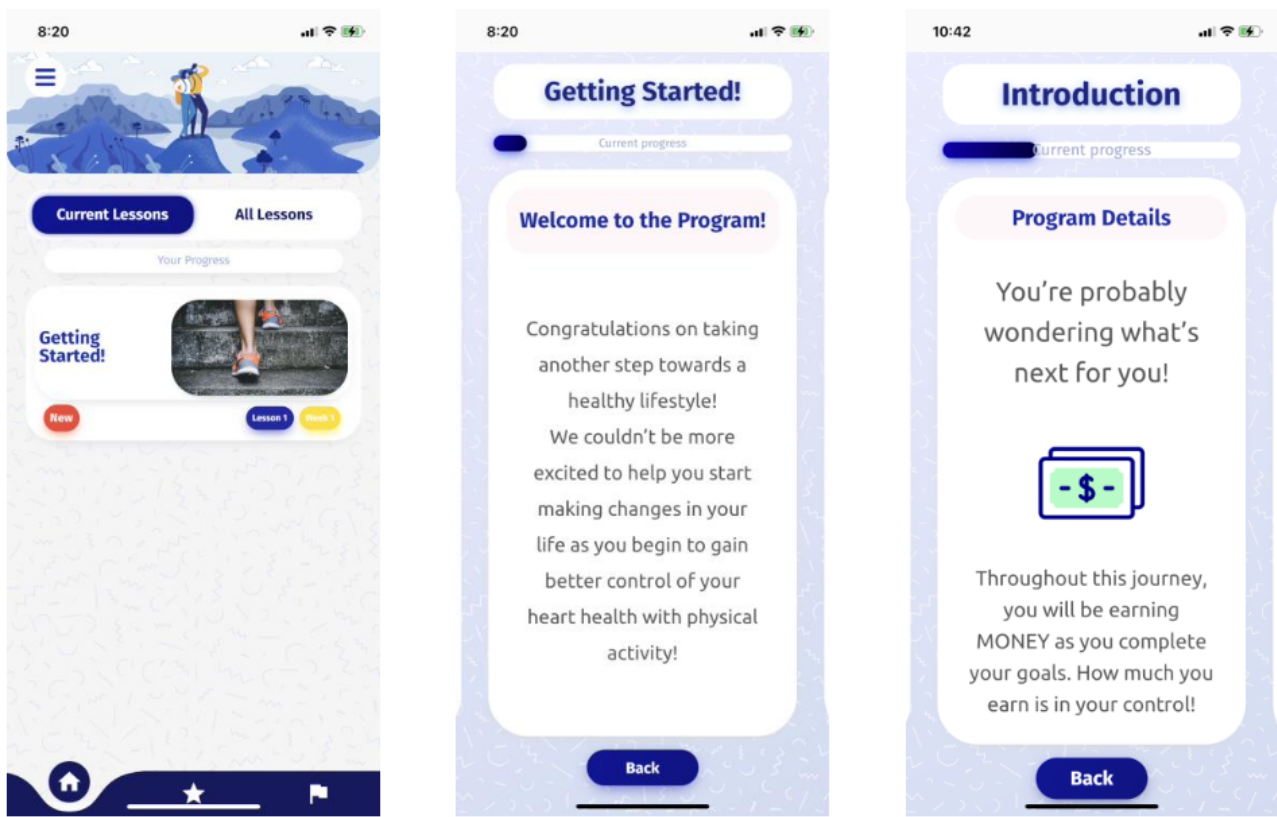 8:20
Current Lessons
All Lessons
Your Progress
Getting
Started!
New
Lesson 1
Week 1
8:20
Getting Started!
Current progress
Welcome to the Program!
Congratulations on taking
another step towards a
healthy lifestyle!
We couldn't be more
excited to help you start
making changes in your
life as you begin to gain
better control of your
heart health with physical
activity!
Back
10:42
Introduction
Current progress
Program Details
You're probably
wondering what's
next for you!
- $ -
Throughout this journey,
you will be earning
MONEY as you complete
your goals. How much you
earn is in your control!
Back